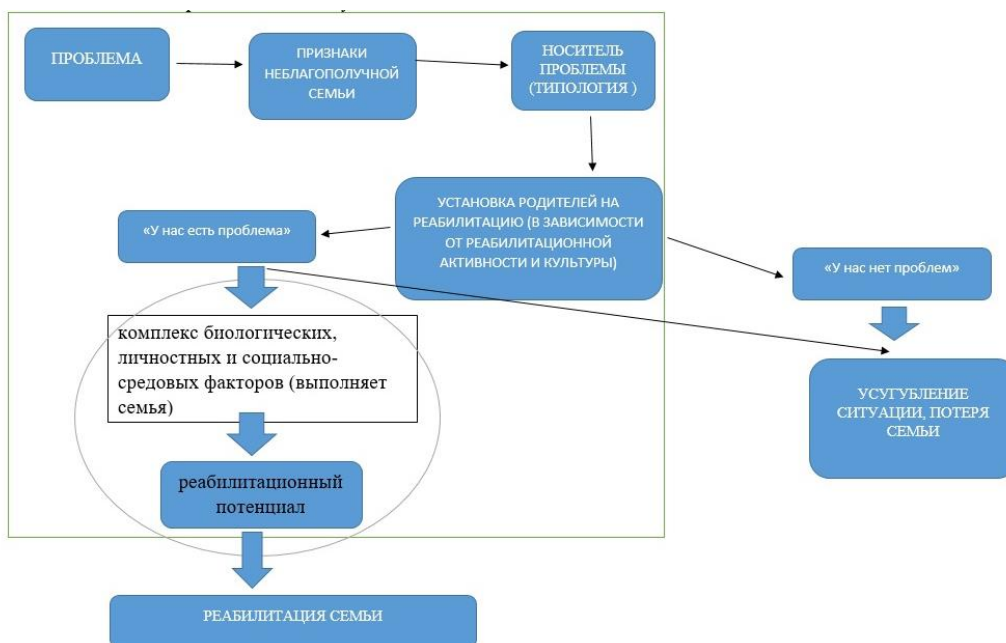 ПРОБЛЕМА
ПРИЗНАКИ
НЕБЛАГОПОЛУЧНОЙ
СЕМЬИ
НОСИТЕЛЬ
ПРОБЛЕМЫ
(ТИПОЛОГИЯ )
УСТАНОВКА РОДИТЕЛЕЙ НА
РЕАБИЛИТАЦИЮ (В ЗАВИСИМОСТИ
ОТ РЕАБИЛИТАЦИОННОЙ
АКТИВНОСТИ И КУЛЬТУРЫ)
«У нас есть проблема»
«У нас нет проблем»
комплекс биологических,
личностных и социально-
средовых факторов (выполняет
семья)
УСУГУБЛЕНИЕ
СИТУАЦИИ, ПОТЕРЯ
СЕМЬИ
реабилитационный
потенциал
РЕАБИЛИТАЦИЯ СЕМЬИ